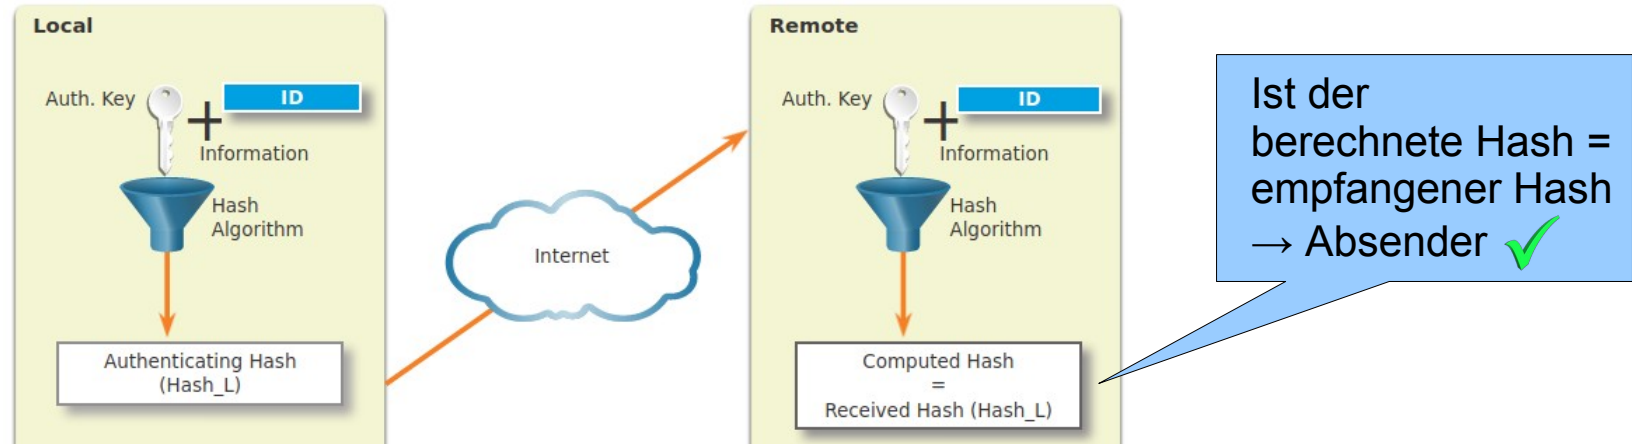 Local
Auth. Key
ID
Information
Hash
Algorithm
Authenticating Hash
(Hash_L)
Internet
Remote
Auth. Key
ID
Information
Hash
Algorithm
Computed Hash
=
Received Hash (Hash_L)
Ist der
berechnete Hash =
empfangener Hash
→ Absender